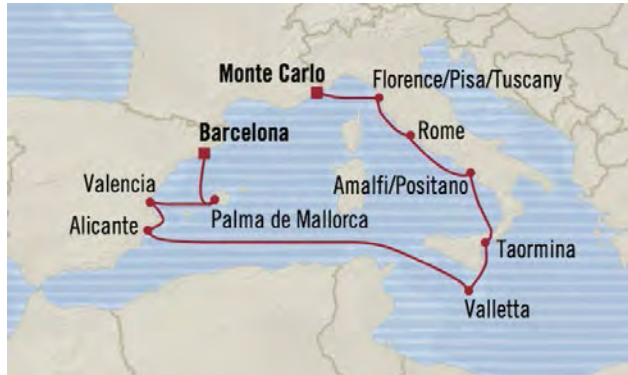 Monte Carlo
Florence/Pisa/Tuscany
Barcelona
Rome
Valencia
Amalfi/Positano
Palma de Mallorca
Alicante
Taormina
Valletta